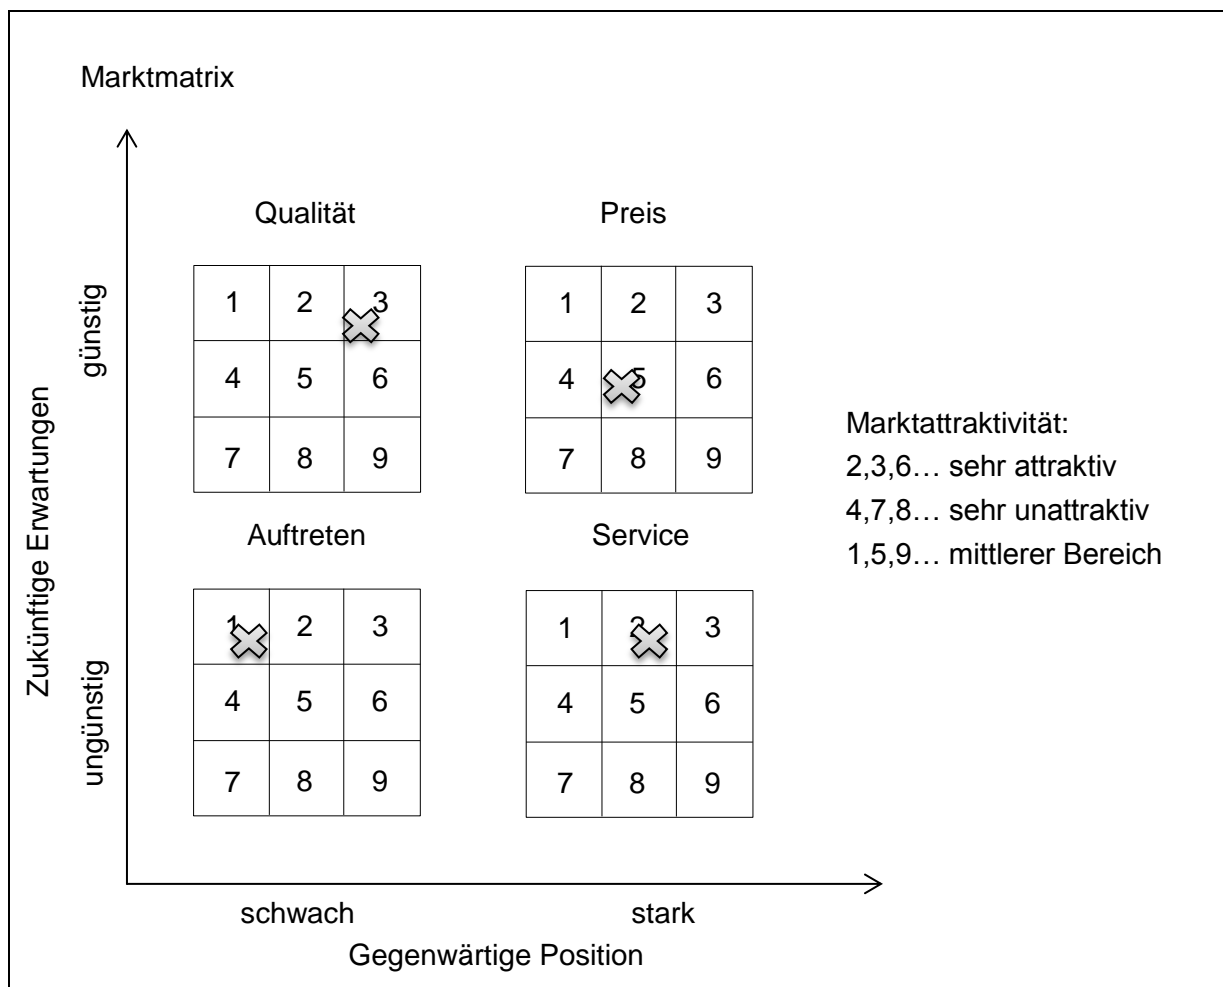 Marktmatrix
Qualität Preis
günstig
1 2 3 1 2 3
4 5 6 4 5 6
7 8 9 7 8 9
Marktattraktivität:
2,3,6… sehr attraktiv
4,7,8… sehr unattraktiv
1,5,9… mittlerer Bereich
Zukünftige Erwartungen
Auftreten Service
ungünstig
1 2 3 1 2 3
4 5 6 4 5 6
7 8 9 7 8 9
schwach stark
Gegenwärtige Position